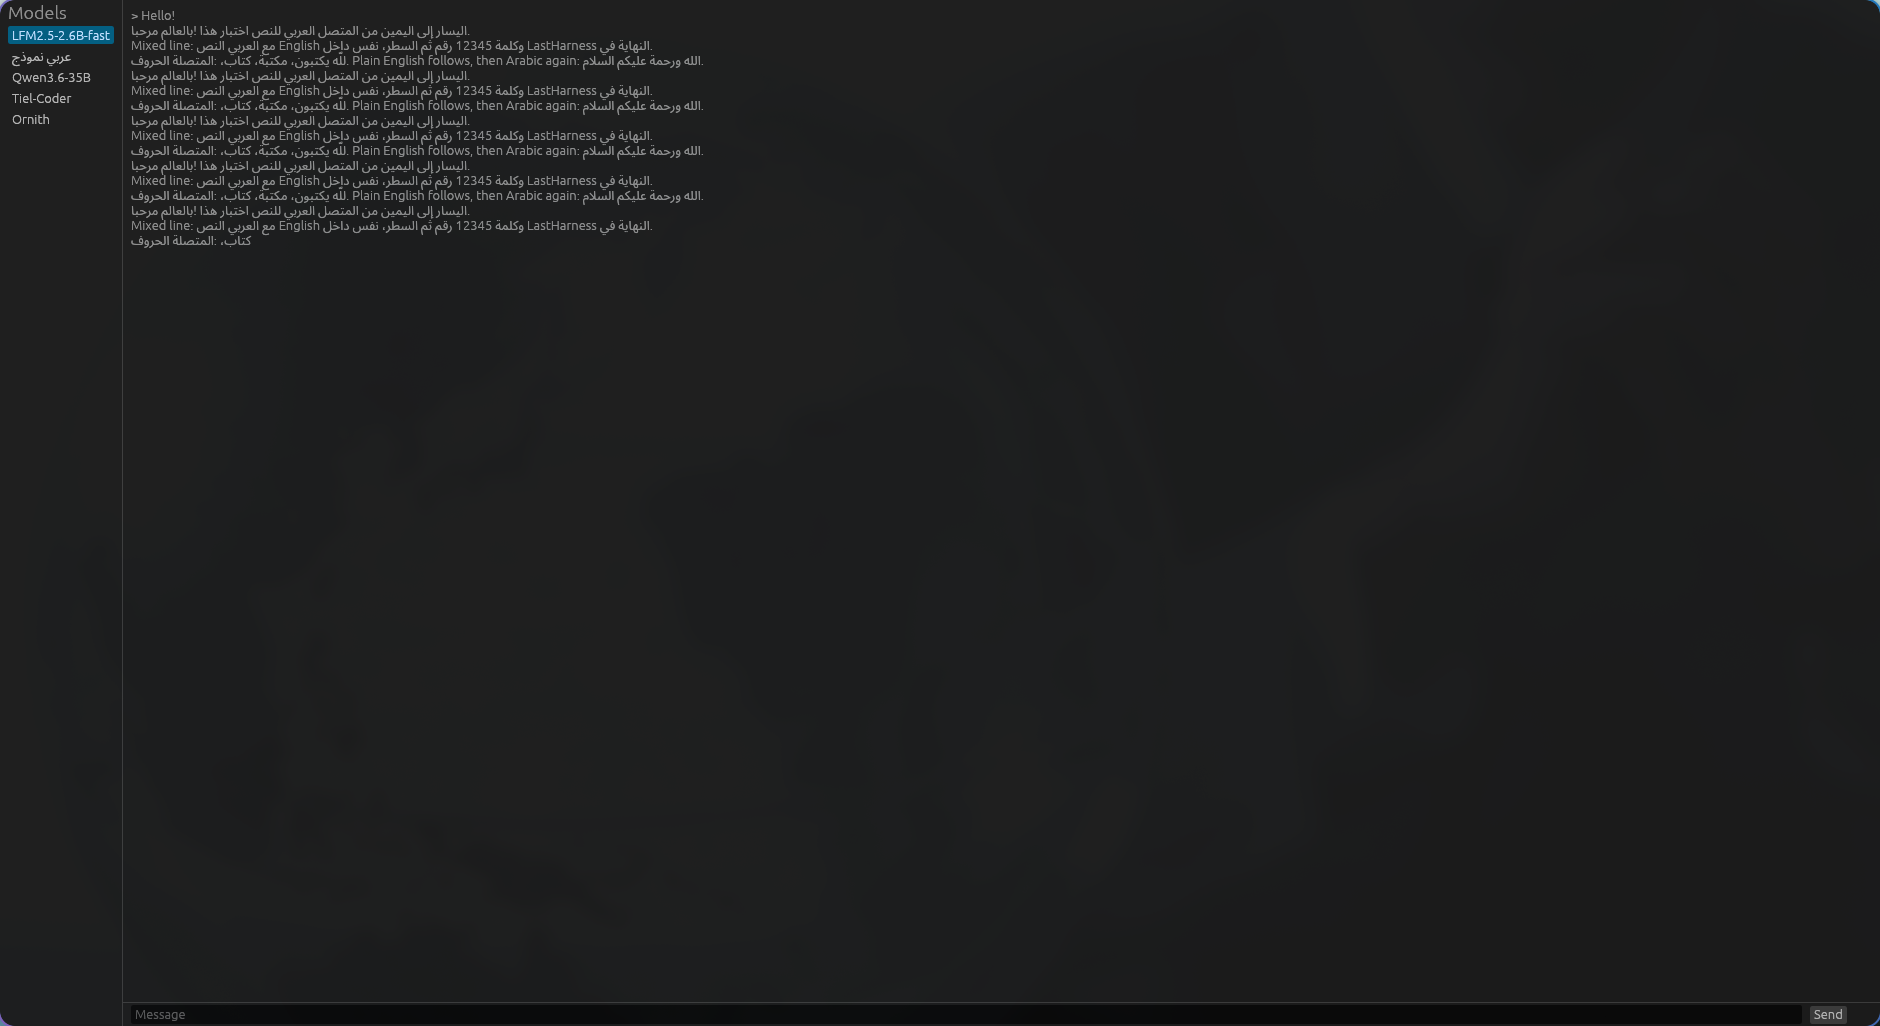 Models
LFM2.5-2.6B-fast
نموذج عربي
Qwen3.6-35B
Tiel-Coder
Ornith
> Hello!
مرحبا بالعالم! هذا اختبار للنص العربي المتصل من اليمين إلى اليسار.
Mixed line: النص العربي مع English داخل نفس السطر، ثم رقم 12345 وكلمة LastHarness في النهاية.
الحروف المتصلة: كتاب، مكتبة، يكتبون، للّه. Plain English follows, then Arabic again: السلام عليكم ورحمة الله.
مرحبا بالعالم! هذا اختبار للنص العربي المتصل من اليمين إلى اليسار.
Mixed line: النص العربي مع English داخل نفس السطر، ثم رقم 12345 وكلمة LastHarness في النهاية.
الحروف المتصلة: كتاب، مكتبة، يكتبون، للّه. Plain English follows, then Arabic again: السلام عليكم ورحمة الله.
مرحبا بالعالم! هذا اختبار للنص العربي المتصل من اليمين إلى اليسار.
Mixed line: النص العربي مع English داخل نفس السطر، ثم رقم 12345 وكلمة LastHarness في النهاية.
الحروف المتصلة: كتاب، مكتبة، يكتبون، للّه. Plain English follows, then Arabic again: السلام عليكم ورحمة الله.
مرحبا بالعالم! هذا اختبار للنص العربي المتصل من اليمين إلى اليسار.
Mixed line: النص العربي مع English داخل نفس السطر، ثم رقم 12345 وكلمة LastHarness في النهاية.
الحروف المتصلة: كتاب، مكتبة، يكتبون، للّه. Plain English follows, then Arabic again: السلام عليكم ورحمة الله.
مرحبا بالعالم! هذا اختبار للنص العربي المتصل من اليمين إلى اليسار.
Mixed line: النص العربي مع English داخل نفس السطر، ثم رقم 12345 وكلمة LastHarness في النهاية.
الحروف المتصلة: كتاب،
Message
Send